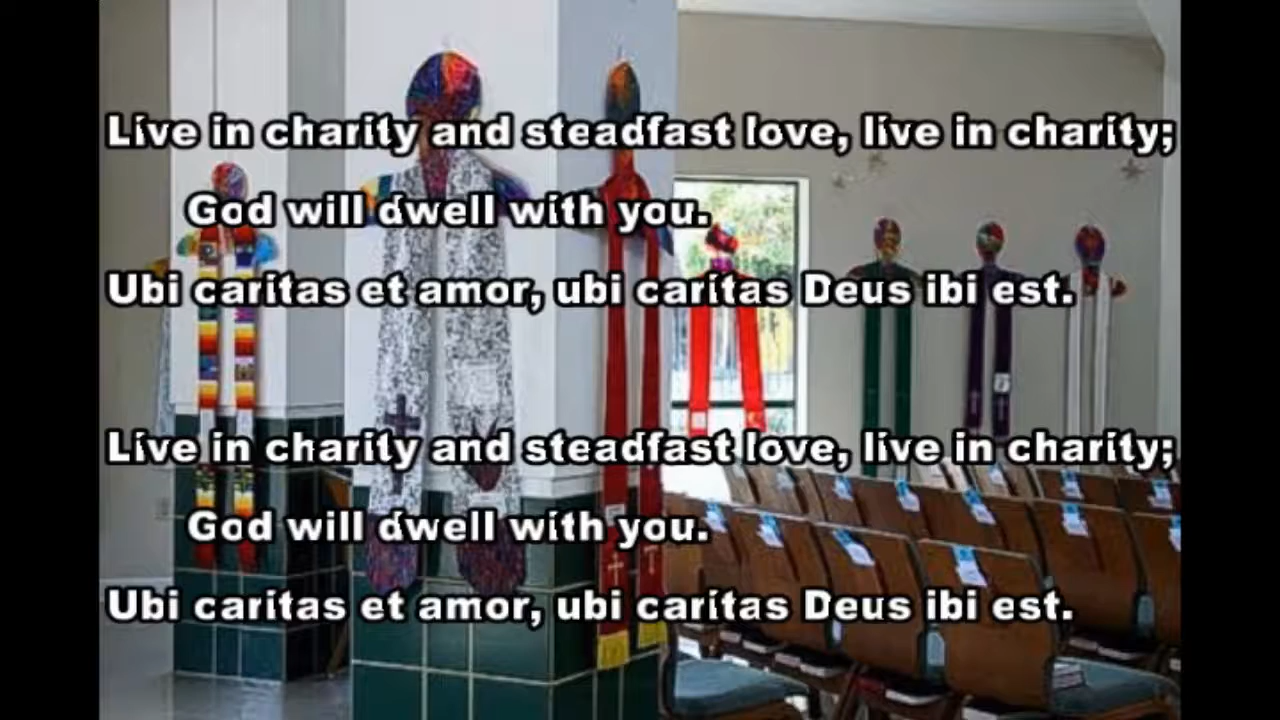 Live in charity and steadfast love, live in charity;
God will dwell with you.
Ubi caritas et amor, ubi caritas Deus ibi est.
Live in charity and steadfast love, live in charity;
God will dwell with you.
Ubi caritas et amor, ubi caritas Deus ibi est.